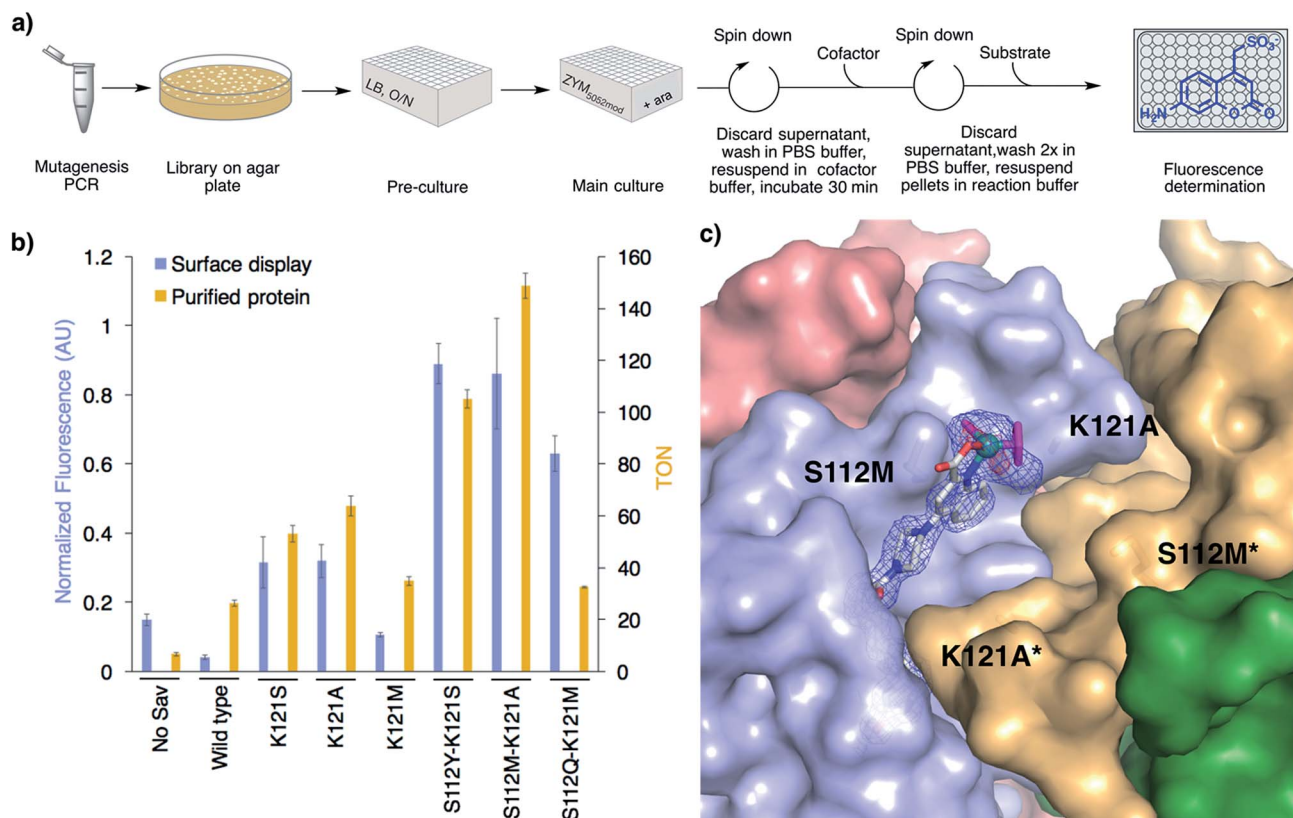 a)
Spin down
Cofactor
Spin down
Substrate
SO₃⁻
LB, O/N
ZYM5052mod
+ ara
H₂N
O
O
Mutagenesis
PCR
Library on agar
plate
Pre-culture
Main culture
Discard supernatant,
wash in PBS buffer,
resuspend in cofactor
buffer, incubate 30 min
Discard
supernatant,wash 2x in
PBS buffer, resuspend
pellets in reaction buffer
Fluorescence
determination
b)
Normalized Fluorescence (AU)
1.2
1
0.8
0.6
0.4
0.2
0
Surface display
Purified protein
160
140
120
100
80
60
40
20
0
TON
No Sav
Wild type
K121S
K121A
K121M
S112Y-K121S
S112M-K121A
S112Q-K121M
c)
K121A
S112M
S112M*
K121A*